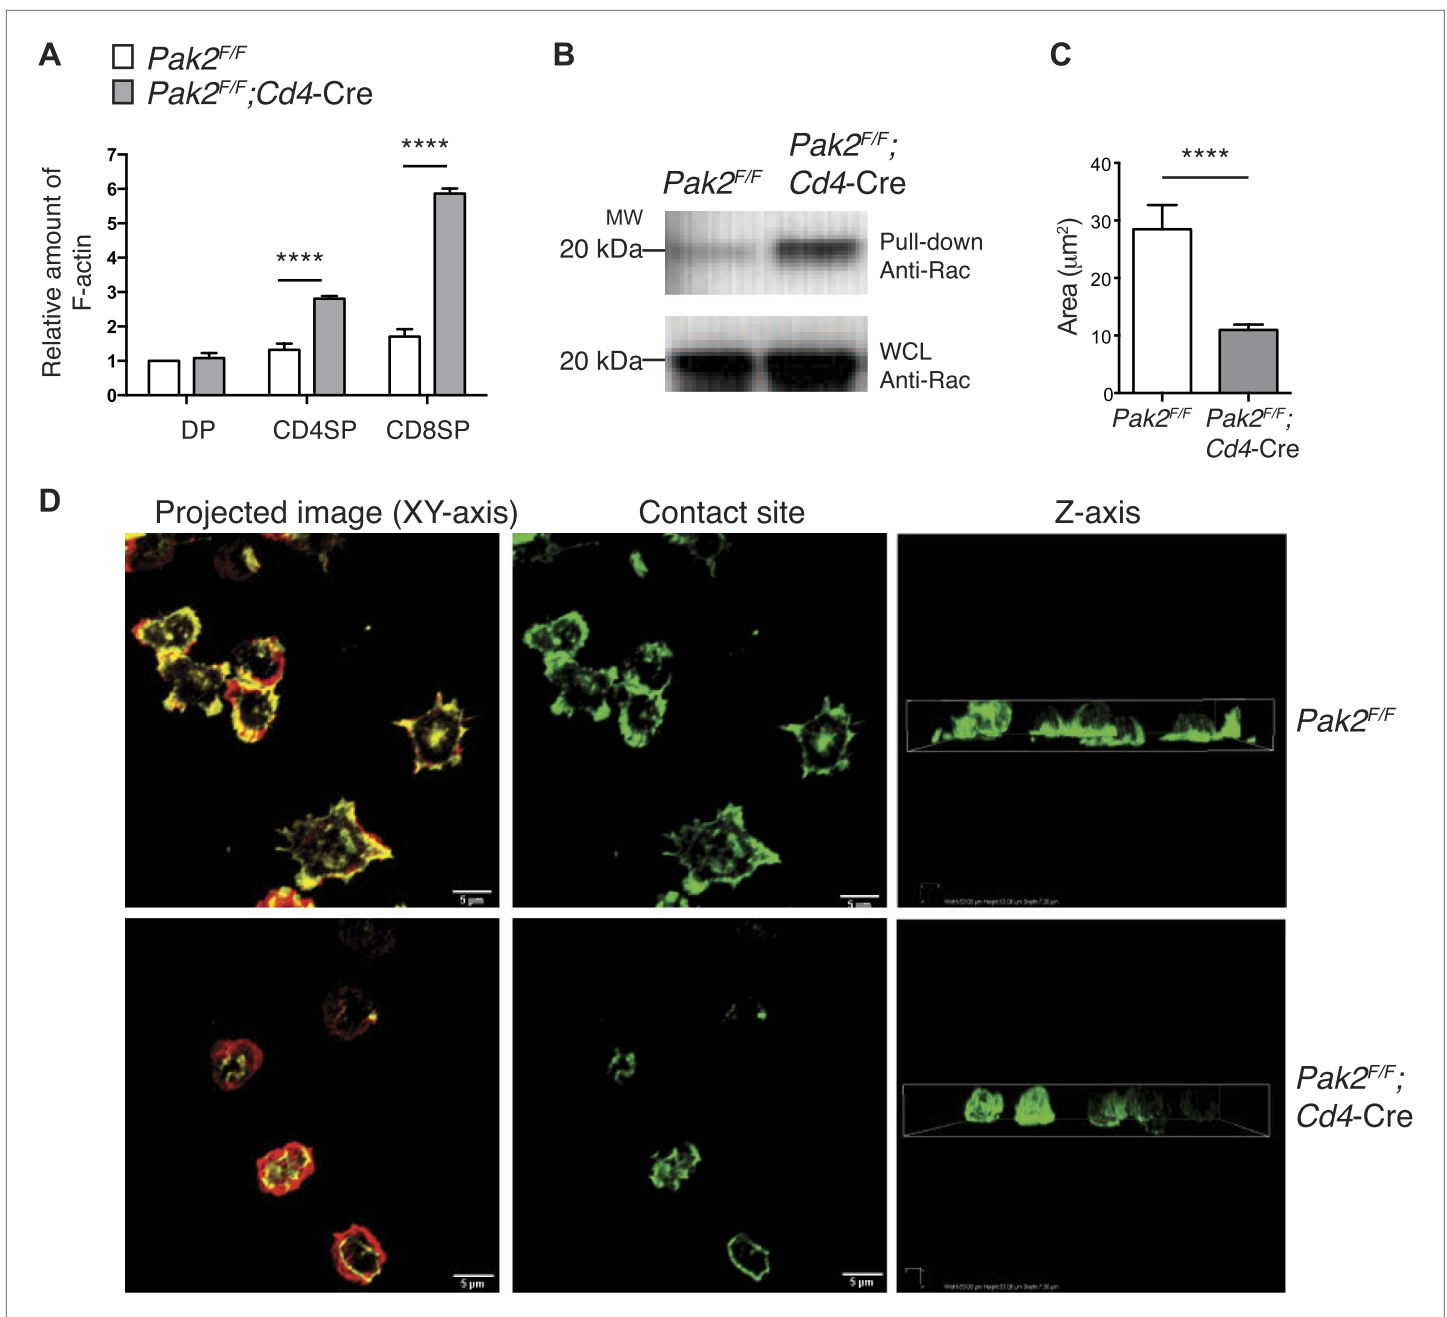 A
Pak2F/F
Pak2F/F;Cd4-Cre
Relative amount of
F-actin
7
6
5
4
3
2
1
0
****
****
DP
CD4SP
CD8SP
B
Pak2F/F
Pak2F/F;
Cd4-Cre
MW
20 kDa
Pull-down
Anti-Rac
20 kDa
WCL
Anti-Rac
C
****
Area (μm2)
40
30
20
10
0
Pak2F/F
Pak2F/F;
Cd4-Cre
D
Projected image (XY-axis)
Contact site
Z-axis
Pak2F/F
5 μm
5 μm
Pak2F/F;
Cd4-Cre
5 μm
5 μm